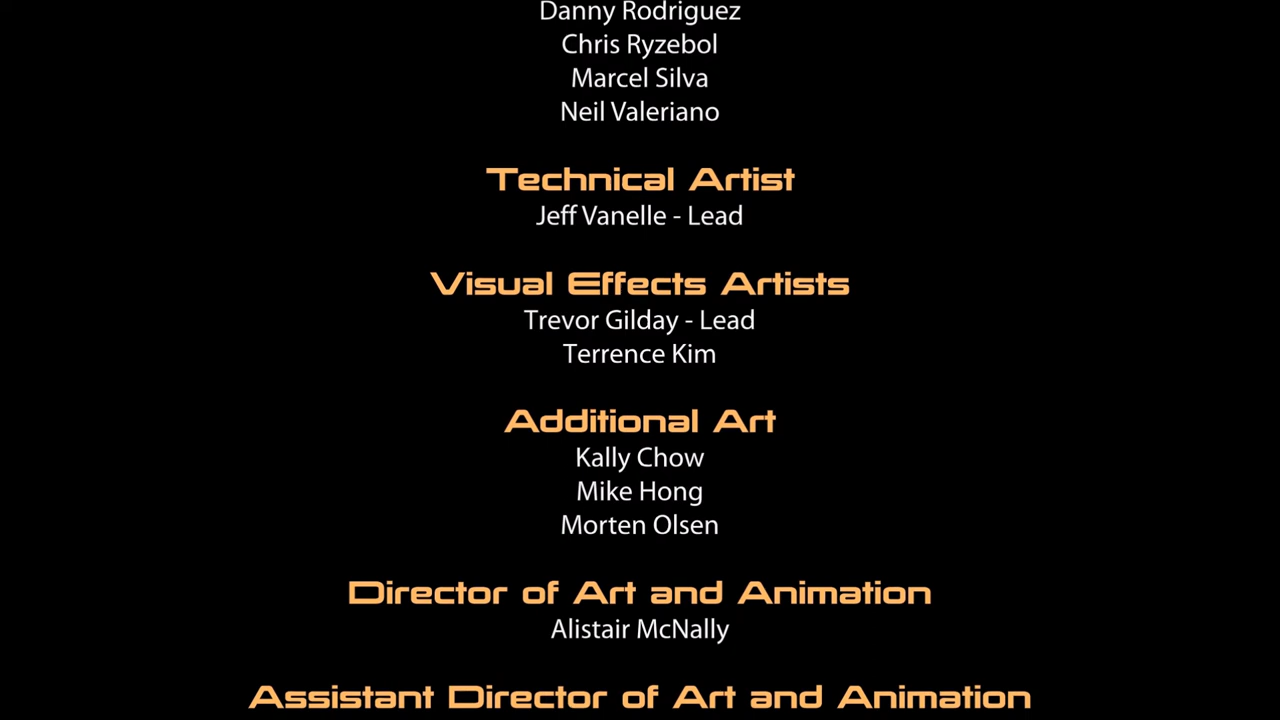 Danny Rodriguez
Chris Ryzebol
Marcel Silva
Neil Valeriano
Technical Artist
Jeff Vanelle - Lead
Visual Effects Artists
Trevor Gilday - Lead
Terrence Kim
Additional Art
Kally Chow
Mike Hong
Morten Olsen
Director of Art and Animation
Alistair McNally
Assistant Director of Art and Animation